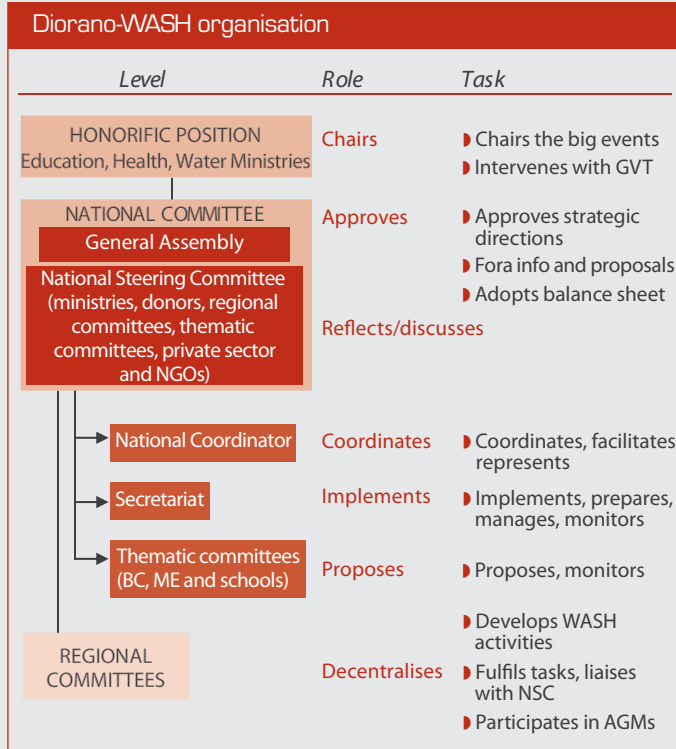 Diorano-WASH organisation
Level Role Task
HONORIFIC POSITION
Education, Health, Water Ministries
Chairs
Chairs the big events
Intervenes with GVT
NATIONAL COMMITTEE
General Assembly
National Steering Committee
(ministries, donors, regional
committees, thematic
committees, private sector
and NGOs)
Approves
Reflects/discusses
Approves strategic
directions
Fora info and proposals
Adopts balance sheet
National Coordinator
Coordinates
Coordinates, facilitates
represents
Secretariat
Implements
Implements, prepares,
manages, monitors
Thematic committees
(BC, ME and schools)
Proposes
Proposes, monitors
REGIONAL
COMMITTEES
Decentralises
Develops WASH
activities
Fulfils tasks, liaises
with NSC
Participates in AGMs